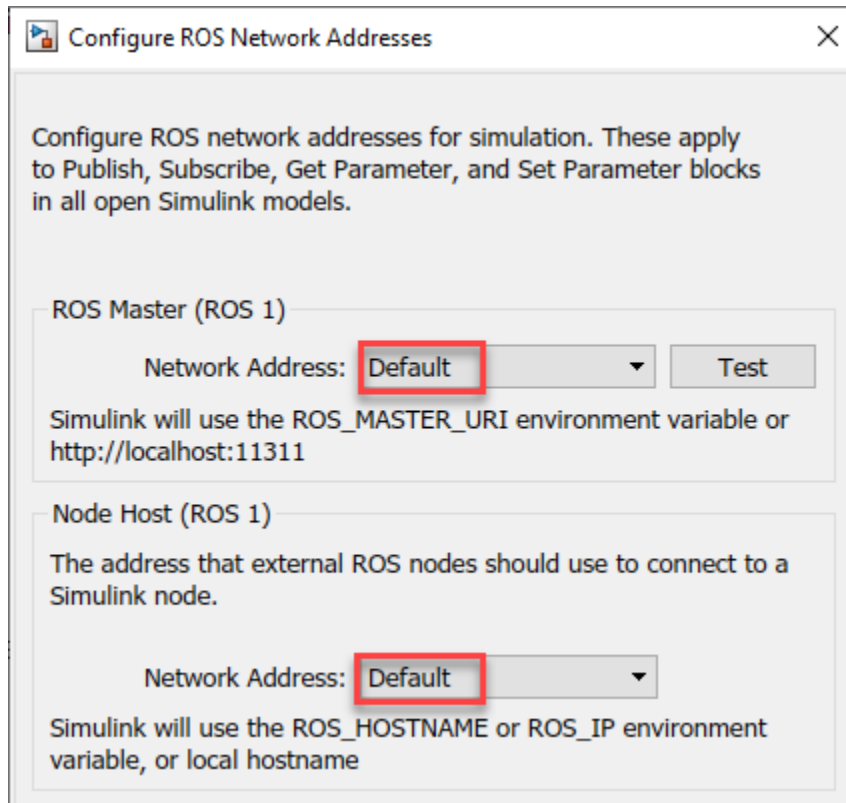 Configure ROS Network Addresses
Configure ROS network addresses for simulation. These apply
to Publish, Subscribe, Get Parameter, and Set Parameter blocks
in all open Simulink models.
ROS Master (ROS 1)
Network Address: Default Test
Simulink will use the ROS_MASTER_URI environment variable or
http://localhost:11311
Node Host (ROS 1)
The address that external ROS nodes should use to connect to a
Simulink node.
Network Address: Default
Simulink will use the ROS_HOSTNAME or ROS_IP environment
variable, or local hostname